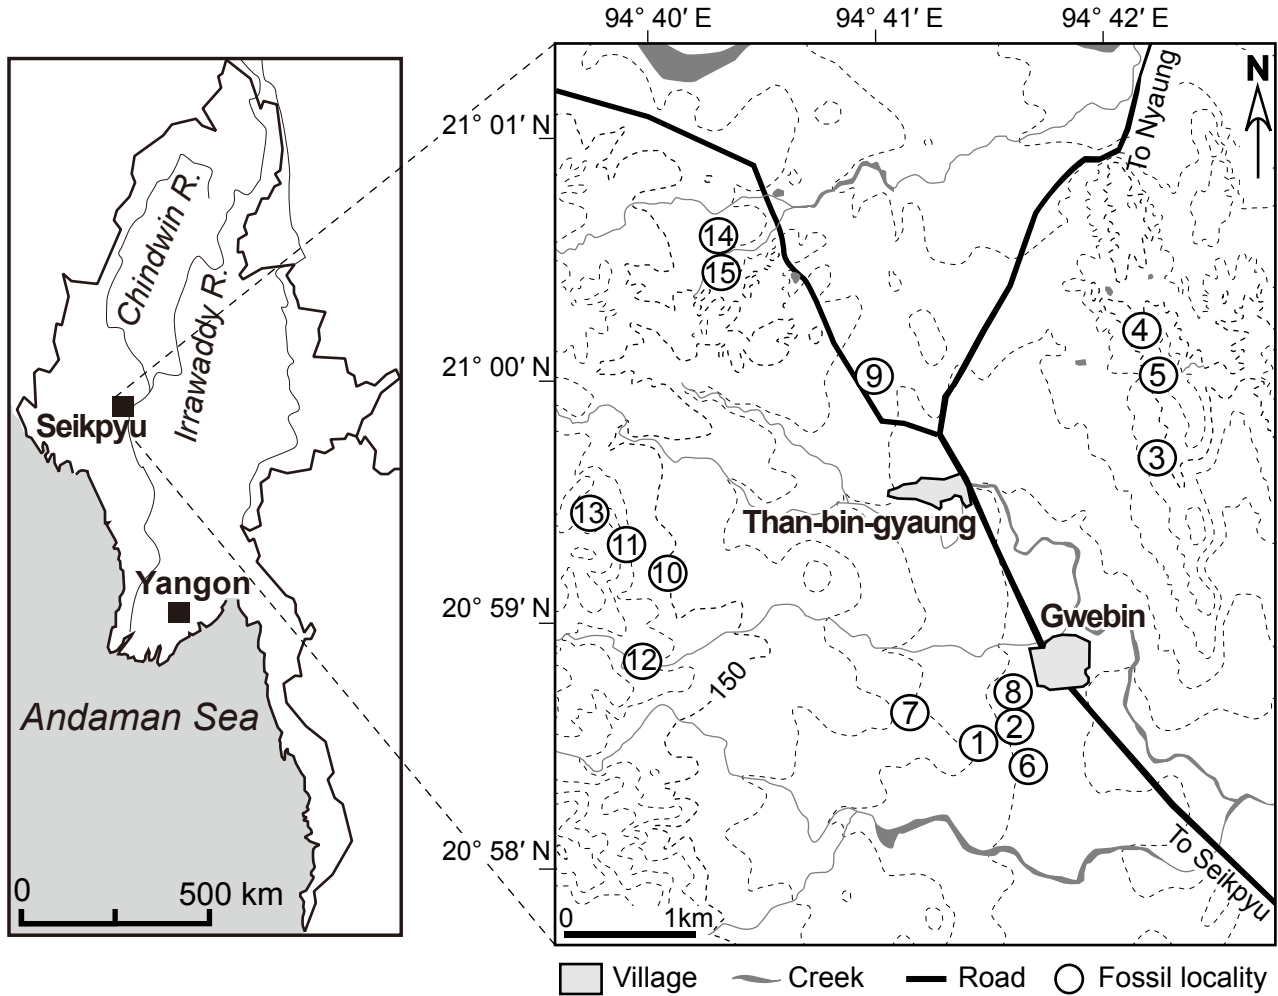 94° 40′ E 94° 41′ E 94° 42′ E
N
To Nyaung
21° 01′ N
Chindwin R.
Irrawaddy R.
14
15
4
21° 00′ N
9
5
Seikpyu
3
13
Than-bin-gyaung
11
10
Yangon
20° 59′ N
Gwebin
12
150
8
Andaman Sea
7
2
1
6
20° 58′ N
To Seikpyu
0 500 km
0 1km
Village Creek Road Fossil locality